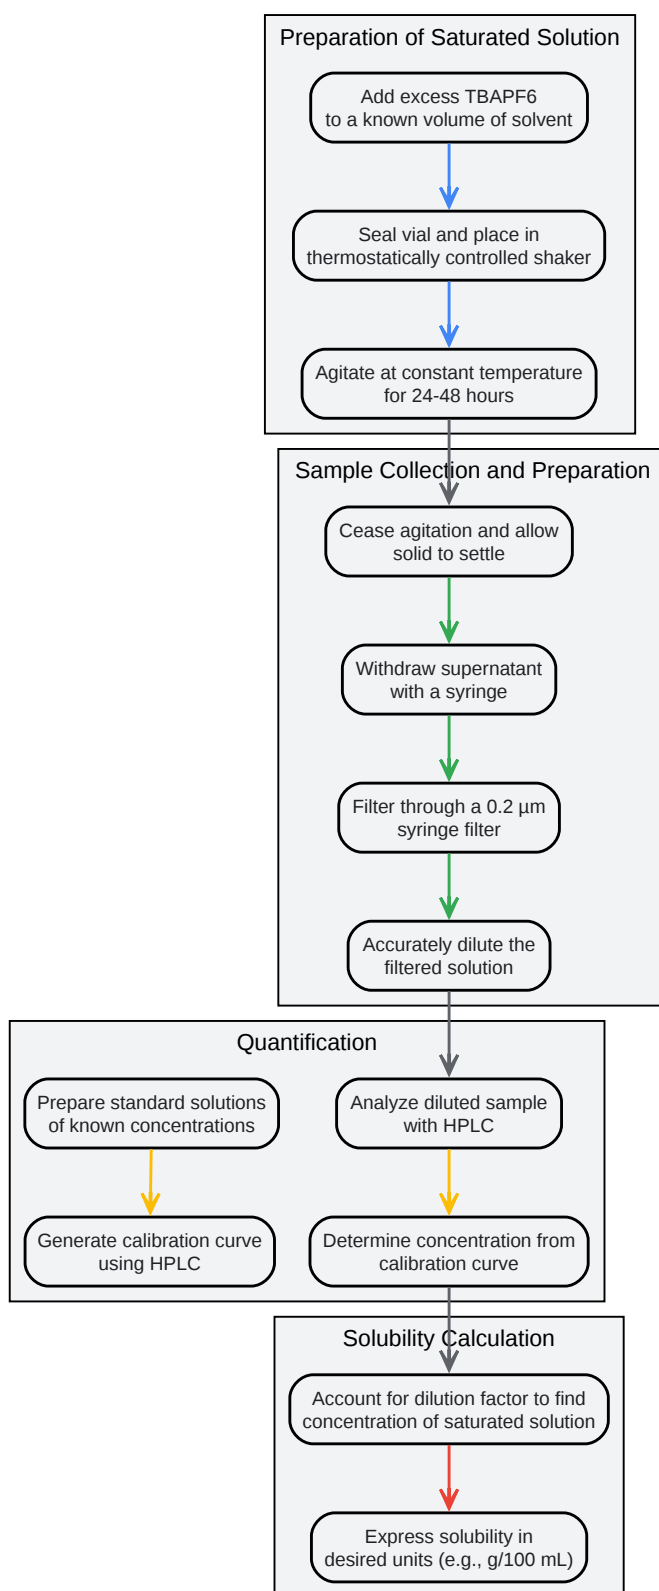 Preparation of Saturated Solution
Add excess TBAPF6
to a known volume of solvent
Seal vial and place in
thermostatically controlled shaker
Agitate at constant temperature
for 24-48 hours
Sample Collection and Preparation
Cease agitation and allow
solid to settle
Withdraw supernatant
with a syringe
Filter through a 0.2 µm
syringe filter
Accurately dilute the
filtered solution
Quantification
Prepare standard solutions
of known concentrations
Analyze diluted sample
with HPLC
Generate calibration curve
using HPLC
Determine concentration from
calibration curve
Solubility Calculation
Account for dilution factor to find
concentration of saturated solution
Express solubility in
desired units (e.g., g/100 mL)